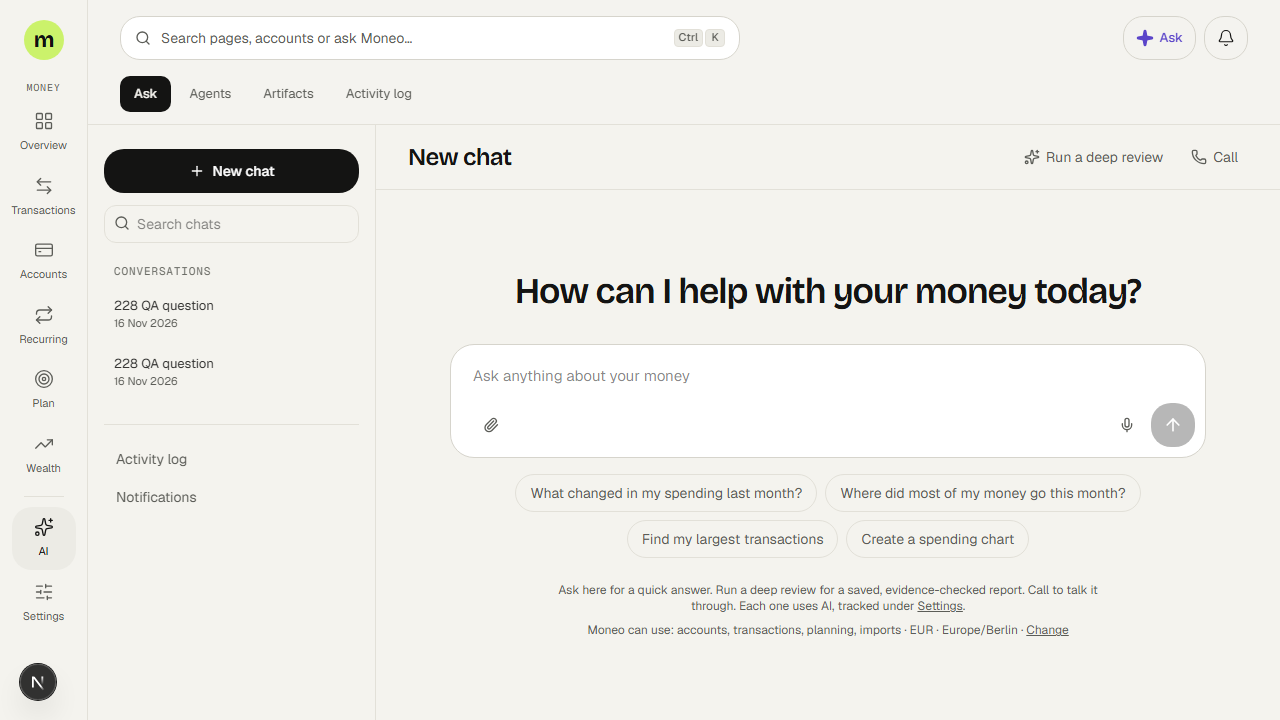 m
MONEY
Overview
Transactions
Accounts
Recurring
Plan
Wealth
AI
Settings
N
Search pages, accounts or ask Moneo...
Ctrl K
Ask
Ask
Agents
Artifacts
Activity log
New chat
Search chats
CONVERSATIONS
228 QA question
16 Nov 2026
228 QA question
16 Nov 2026
Activity log
Notifications
New chat
Run a deep review
Call
How can I help with your money today?
Ask anything about your money
What changed in my spending last month?
Where did most of my money go this month?
Find my largest transactions
Create a spending chart
Ask here for a quick answer. Run a deep review for a saved, evidence-checked report. Call to talk it
through. Each one uses AI, tracked under Settings.
Moneo can use: accounts, transactions, planning, imports · EUR · Europe/Berlin · Change